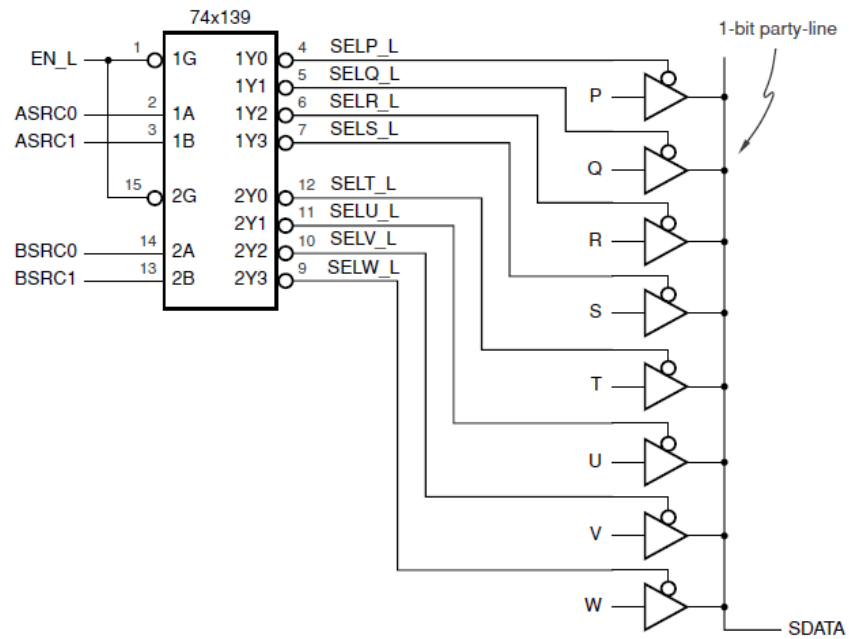 74x139
1-bit party-line
EN_L 1 1G 1Y0 4 SELP_L
1Y1 5 SELQ_L
P
ASRC0 2 1A 1Y2 6 SELR_L
ASRC1 3 1B 1Y3 7 SELS_L
Q
15 2G 2Y0 12 SELT_L
2Y1 11 SELU_L
R
BSRC0 14 2A 2Y2 10 SELV_L
BSRC1 13 2B 2Y3 9 SELW_L
S
T
U
V
W
SDATA